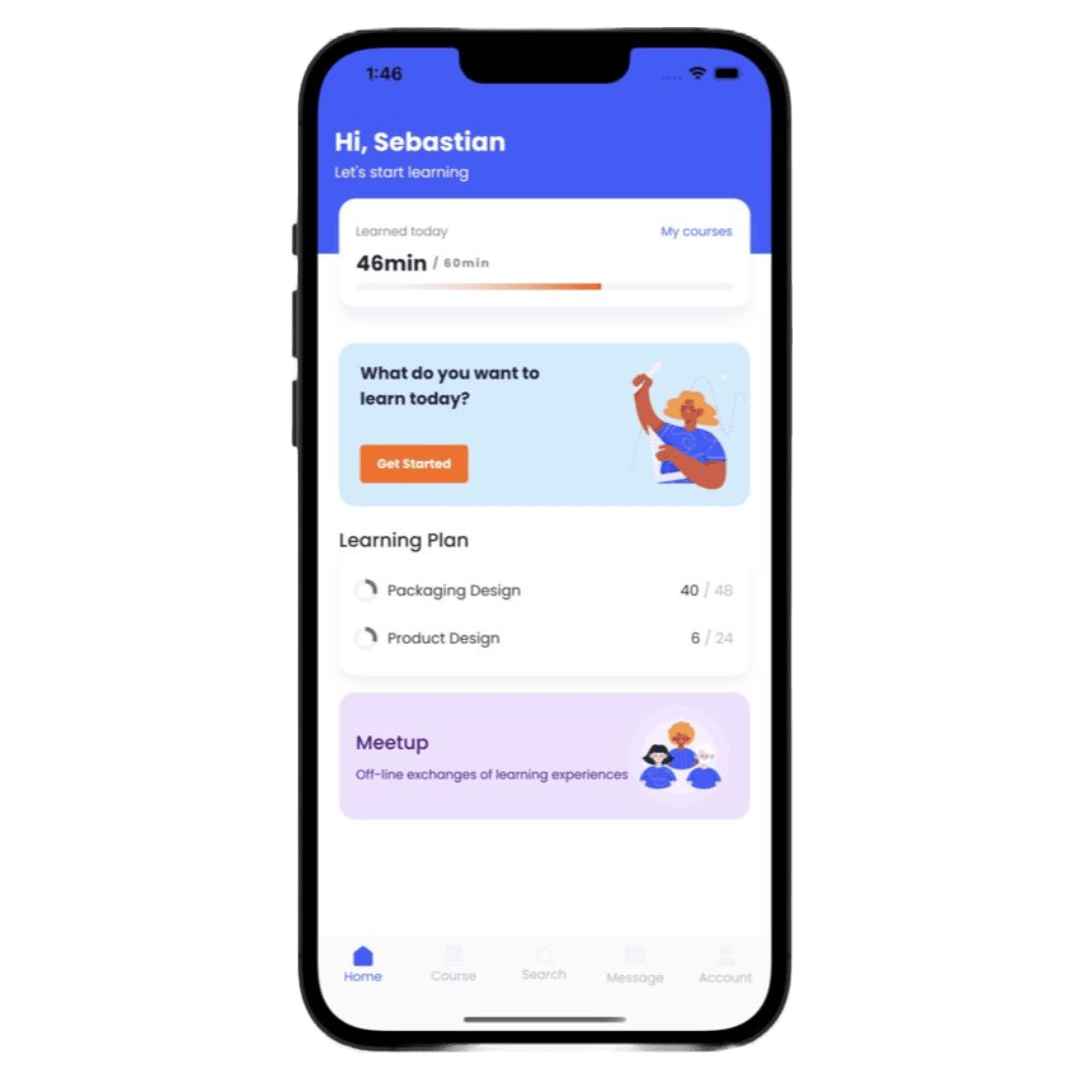 1:46
Hi, Sebastian
Let's start learning
Learned today
My courses
46min / 60min
What do you want to
learn today?
Get Started
Learning Plan
Packaging Design 40 / 48
Product Design 6 / 24
Meetup
Off-line exchanges of learning experiences
Home Course Search Message Account